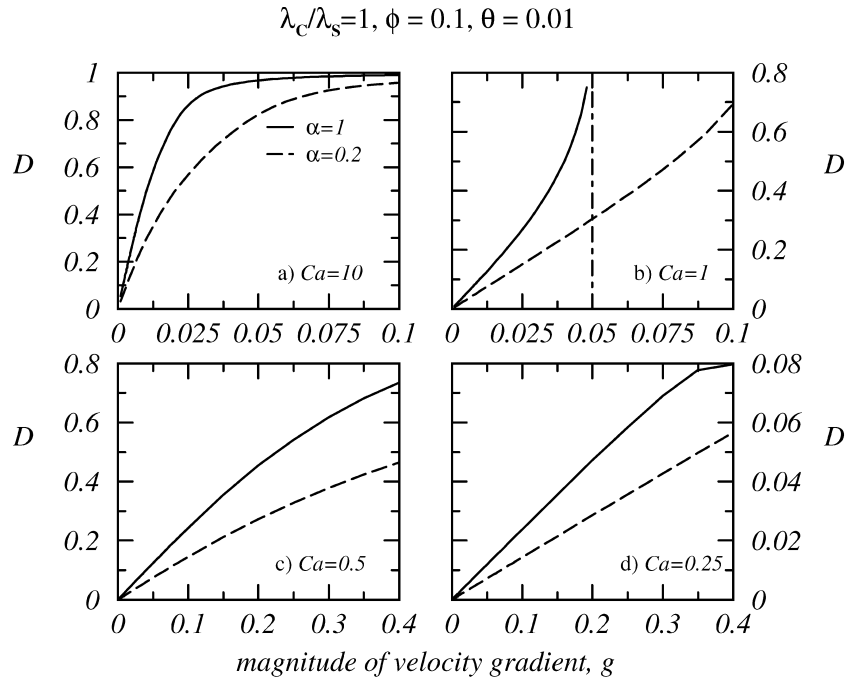 λC/λS=1, ϕ = 0.1, θ = 0.01
1
0.8
0.6
0.4
0.2
0
D
α=1
α=0.2
a) Ca=10
0 0.025 0.05 0.075 0.1
0.8
0.6
0.4
0.2
0
D
b) Ca=1
0 0.025 0.05 0.075 0.1
0.8
0.6
0.4
0.2
0
D
c) Ca=0.5
0 0.1 0.2 0.3 0.4
0.08
0.06
0.04
0.02
0
D
d) Ca=0.25
0 0.1 0.2 0.3 0.4
magnitude of velocity gradient, g